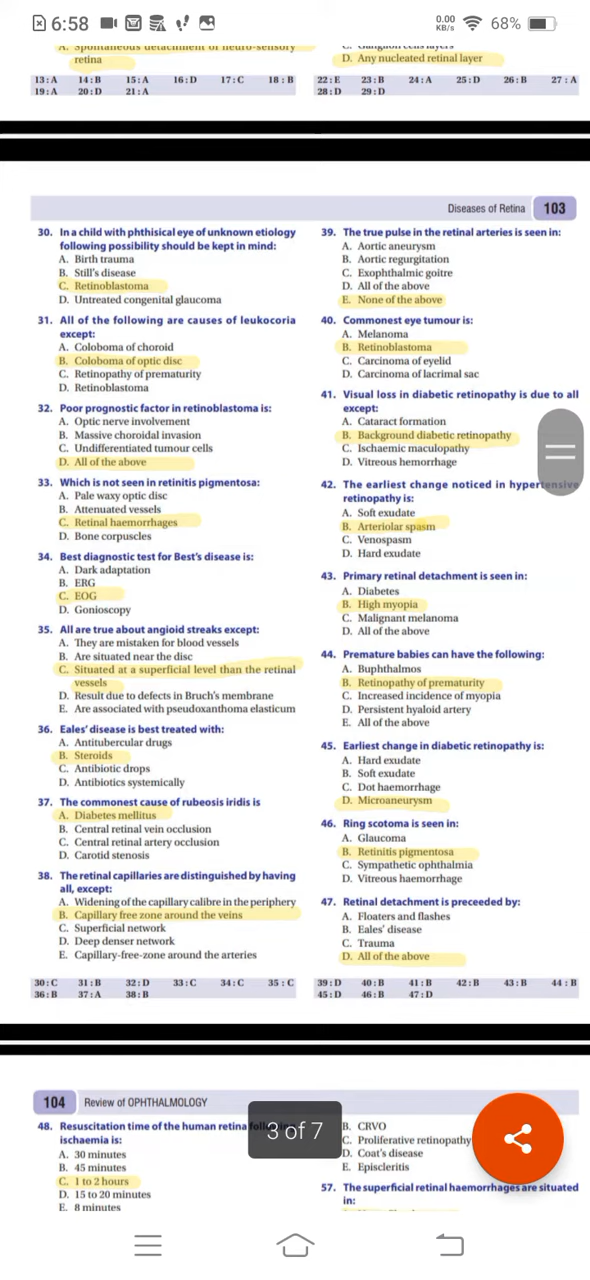 6:58
0.00
KB/s
68%
A. Spontaneous detachment of neuro-sensory
retina
13 : A 14 : B 15 : A 16 : D 17 : C 18 : B
19 : A 20 : D 21 : A
C. Ganglion cells layers
D. Any nucleated retinal layer
22 : E 23 : B 24 : A 25 : D 26 : B 27 : A
28 : D 29 : D
Diseases of Retina 103
30. In a child with phthisical eye of unknown etiology
following possibility should be kept in mind:
A. Birth trauma
B. Still's disease
C. Retinoblastoma
D. Untreated congenital glaucoma
31. All of the following are causes of leukocoria
except:
A. Coloboma of choroid
B. Coloboma of optic disc
C. Retinopathy of prematurity
D. Retinoblastoma
32. Poor prognostic factor in retinoblastoma is:
A. Optic nerve involvement
B. Massive choroidal invasion
C. Undifferentiated tumour cells
D. All of the above
33. Which is not seen in retinitis pigmentosa:
A. Pale waxy optic disc
B. Attenuated vessels
C. Retinal haemorrhages
D. Bone corpuscles
34. Best diagnostic test for Best's disease is:
A. Dark adaptation
B. ERG
C. EOG
D. Gonioscopy
35. All are true about angioid streaks except:
A. They are mistaken for blood vessels
B. Are situated near the disc
C. Situated at a superficial level than the retinal
vessels
D. Result due to defects in Bruch's membrane
E. Are associated with pseudoxanthoma elasticum
36. Eales' disease is best treated with:
A. Antitubercular drugs
B. Steroids
C. Antibiotic drops
D. Antibiotics systemically
37. The commonest cause of rubeosis iridis is
A. Diabetes mellitus
B. Central retinal vein occlusion
C. Central retinal artery occlusion
D. Carotid stenosis
38. The retinal capillaries are distinguished by having
all, except:
A. Widening of the capillary calibre in the periphery
B. Capillary free zone around the veins
C. Superficial network
D. Deep denser network
E. Capillary-free-zone around the arteries
30 : C 31 : B 32 : D 33 : C 34 : C 35 : C
36 : B 37 : A 38 : B
39. The true pulse in the retinal arteries is seen in:
A. Aortic aneurysm
B. Aortic regurgitation
C. Exophthalmic goitre
D. All of the above
E. None of the above
40. Commonest eye tumour is:
A. Melanoma
B. Retinoblastoma
C. Carcinoma of eyelid
D. Carcinoma of lacrimal sac
41. Visual loss in diabetic retinopathy is due to all
except:
A. Cataract formation
B. Background diabetic retinopathy
C. Ischaemic maculopathy
D. Vitreous hemorrhage
42. The earliest change noticed in hypertensive
retinopathy is:
A. Soft exudate
B. Arteriolar spasm
C. Venospasm
D. Hard exudate
43. Primary retinal detachment is seen in:
A. Diabetes
B. High myopia
C. Malignant melanoma
D. All of the above
44. Premature babies can have the following:
A. Buphthalmos
B. Retinopathy of prematurity
C. Increased incidence of myopia
D. Persistent hyaloid artery
E. All of the above
45. Earliest change in diabetic retinopathy is:
A. Hard exudate
B. Soft exudate
C. Dot haemorrhage
D. Microaneurysm
46. Ring scotoma is seen in:
A. Glaucoma
B. Retinitis pigmentosa
C. Sympathetic ophthalmia
D. Vitreous haemorrhage
47. Retinal detachment is preceeded by:
A. Floaters and flashes
B. Eales' disease
C. Trauma
D. All of the above
39 : D 40 : B 41 : B 42 : B 43 : B 44 : B
45 : D 46 : B 47 : D
104 Review of OPHTHALMOLOGY
3 of 7
48. Resuscitation time of the human retina
ischaemia is:
A. 30 minutes
B. 45 minutes
C. 1 to 2 hours
D. 15 to 20 minutes
E. 8 minutes
B. CRVO
C. Proliferative retinopathy
D. Coat's disease
E. Episcleritis
57. The superficial retinal haemorrhages are situated
in: